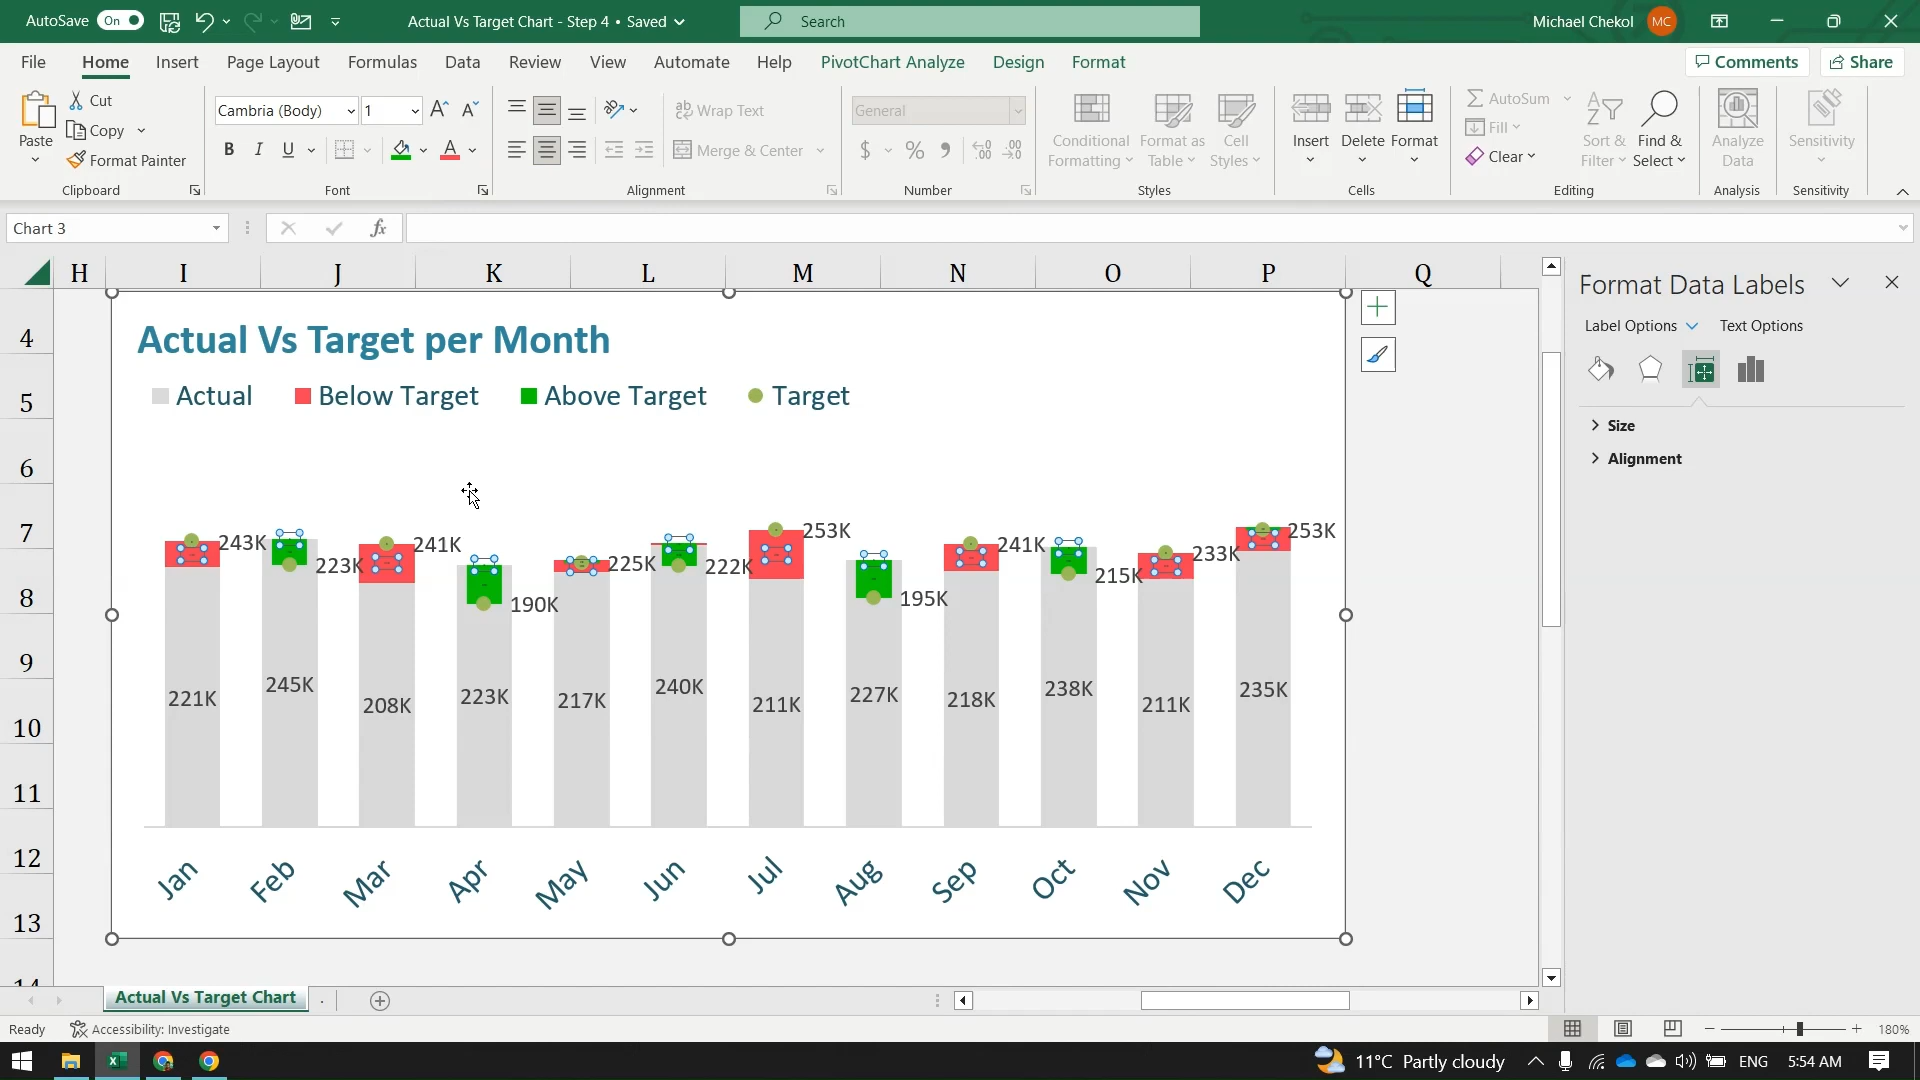 AutoSave On Actual Vs Target Chart - Step 4 • Saved Search Michael Chekol MC
File Home Insert Page Layout Formulas Data Review View Automate Help PivotChart Analyze Design Format Comments Share
Paste
Cut
Copy
Format Painter
Clipboard
Cambria (Body) 1
B I U
Font
Wrap Text
Merge & Center
Alignment
General
$ % 9
Number
Conditional
Formatting
Format as
Table
Cell
Styles
Styles
Insert
Delete
Format
Cells
AutoSum
Fill
Clear
Sort &
Filter
Find &
Select
Editing
Analyze
Data
Analysis
Sensitivity
Sensitivity
Chart 3 fx
H I J K L M N O P Q
4
5
6
7
8
9
10
11
12
13
14
Actual Vs Target per Month
Actual Below Target Above Target Target
243K 223K 241K 190K 225K 222K 253K 195K 241K 215K 233K 253K
221K 245K 208K 223K 217K 240K 211K 227K 218K 238K 211K 235K
Jan Feb Mar Apr May Jun Jul Aug Sep Oct Nov Dec
Format Data Labels
Label Options Text Options
Size
Alignment
Actual Vs Target Chart .
Ready Accessibility: Investigate 180%
11°C Partly cloudy ENG 5:54 AM